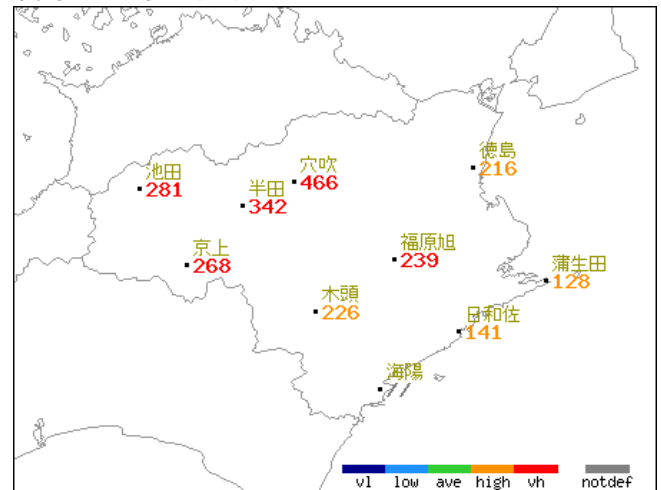 徳島
216
穴吹
466
池田
281
半田
342
福原旭
239
京上
268
蒲生田
128
木頭
226
日和佐
141
海陽
vl low ave high vh notdef